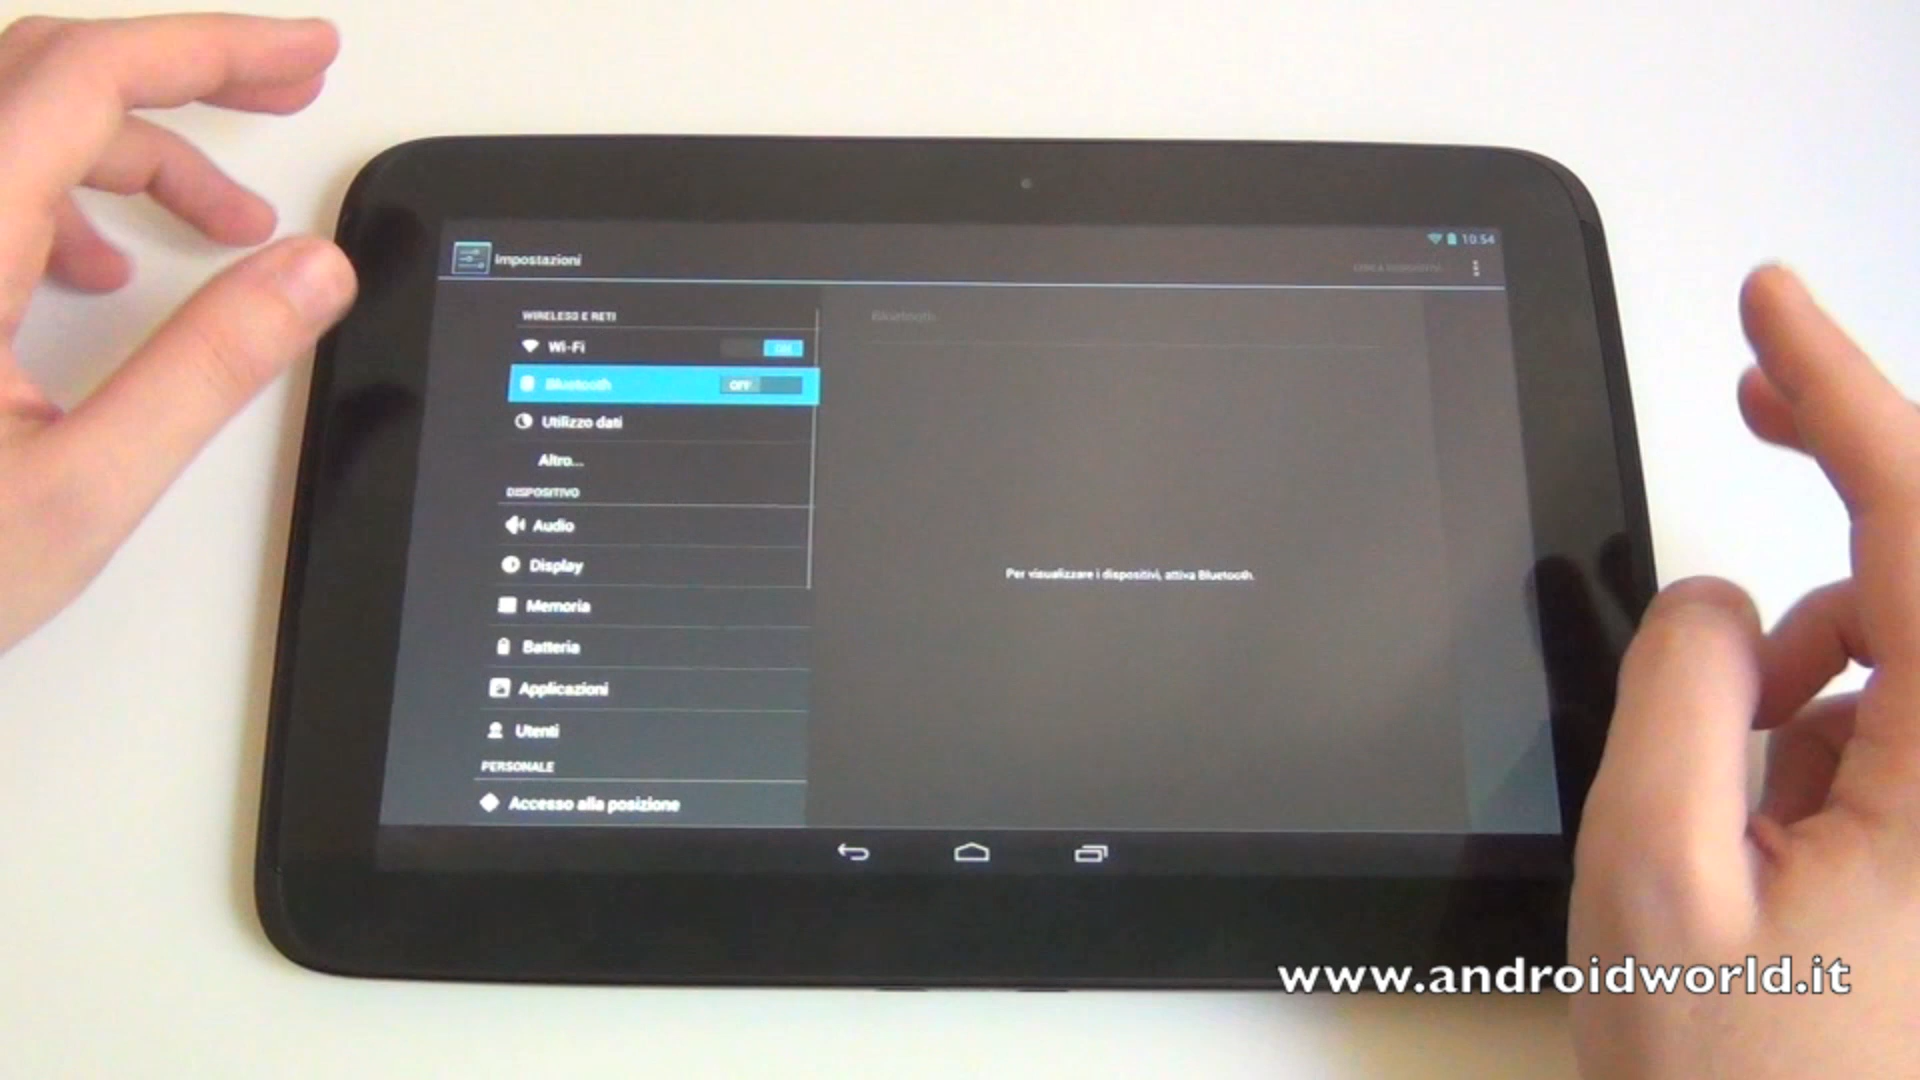 10:54
Impostazioni
WIRELESS E RETI
Bluetooth
Wi-Fi ON
Bluetooth OFF
Utilizzo dati
Altro...
DISPOSITIVO
Audio
Display
Per visualizzare i dispositivi, attiva Bluetooth.
Memoria
Batteria
Applicazioni
Utenti
PERSONALE
Accesso alla posizione
www.androidworld.it